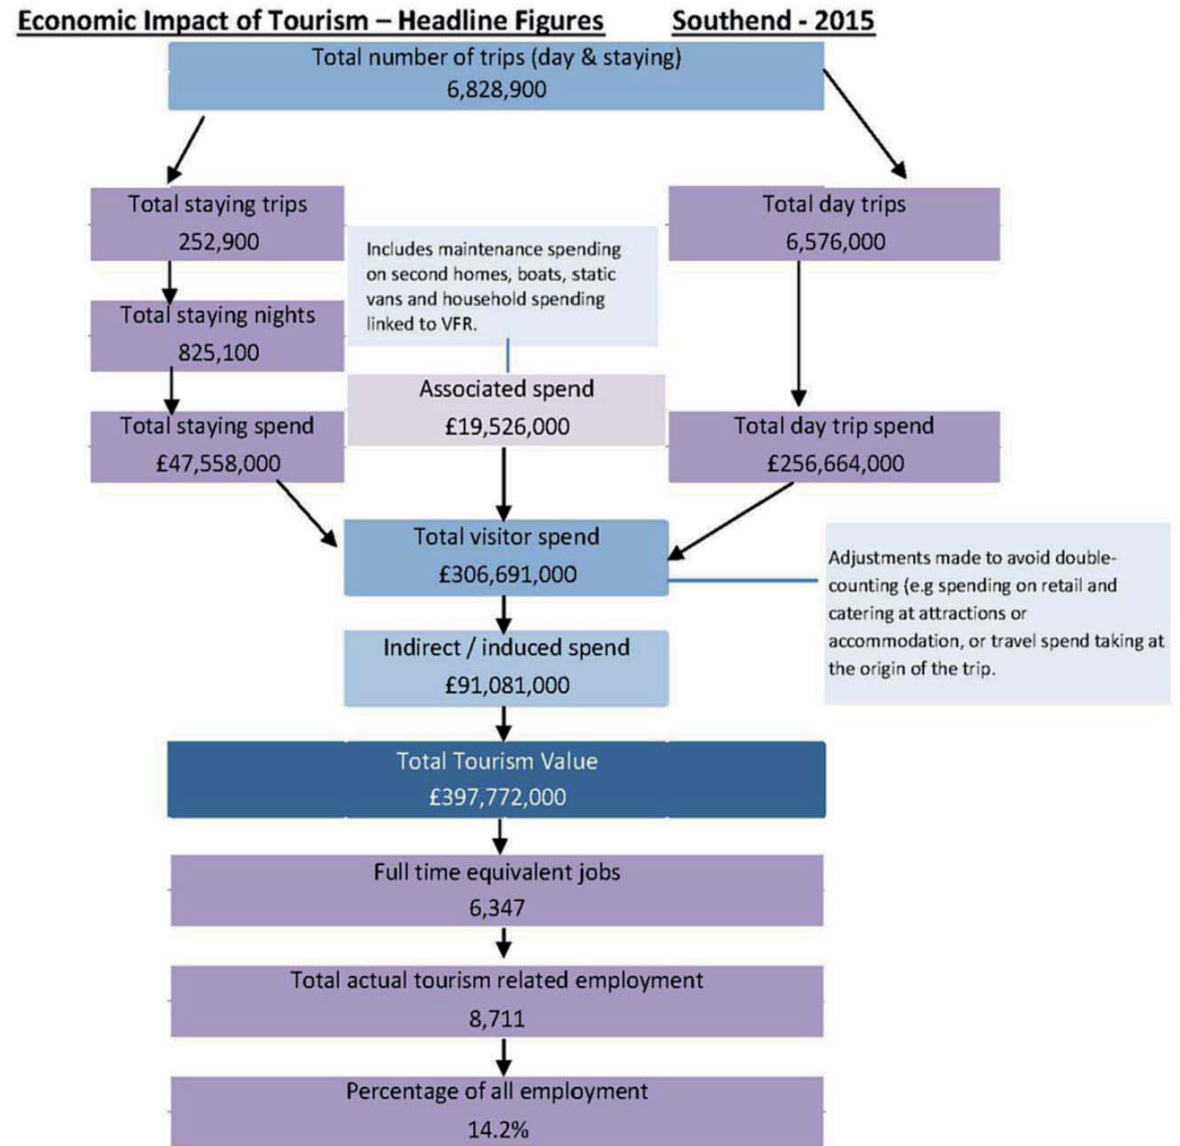 Economic Impact of Tourism – Headline Figures Southend - 2015
Total number of trips (day & staying)
6,828,900
Total staying trips
252,900
Total day trips
6,576,000
Includes maintenance spending
on second homes, boats, static
vans and household spending
linked to VFR.
Total staying nights
825,100
Associated spend
£19,526,000
Total staying spend
£47,558,000
Total day trip spend
£256,664,000
Total visitor spend
£306,691,000
Adjustments made to avoid double-
counting (e.g spending on retail and
catering at attractions or
accommodation, or travel spend taking at
the origin of the trip.
Indirect / induced spend
£91,081,000
Total Tourism Value
£397,772,000
Full time equivalent jobs
6,347
Total actual tourism related employment
8,711
Percentage of all employment
14.2%